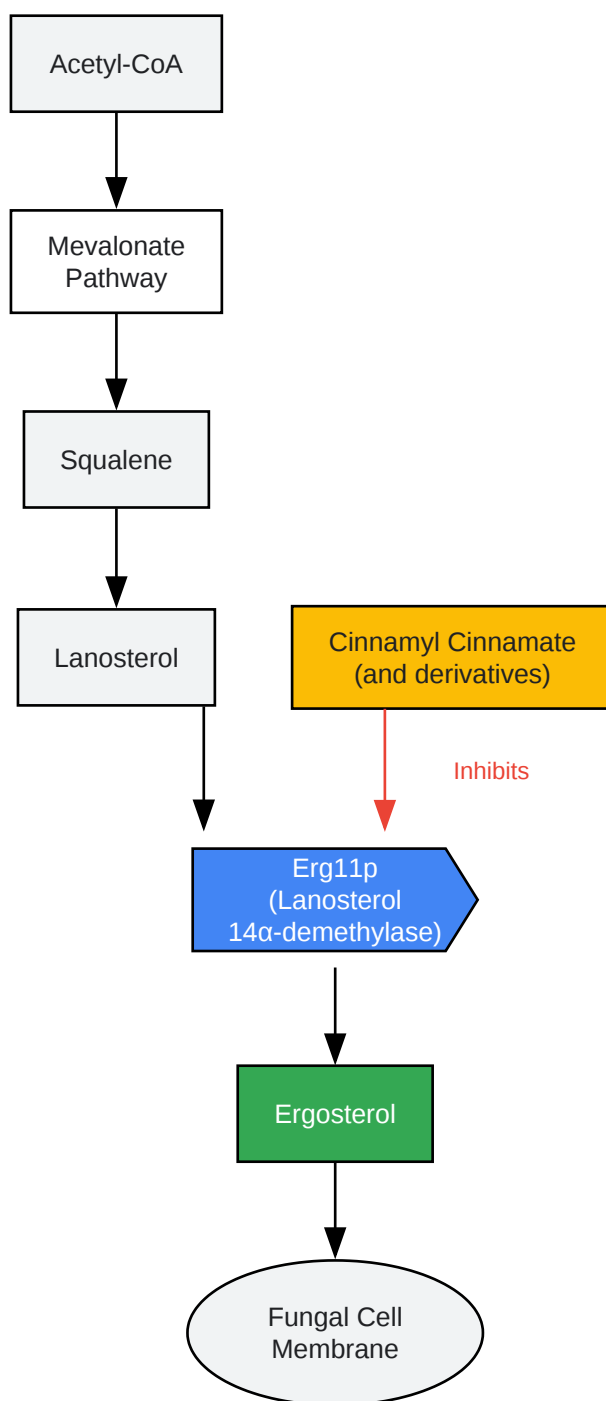 Acetyl-CoA
Mevalonate
Pathway
Squalene
Lanosterol
Cinnamyl Cinnamate
(and derivatives)
Inhibits
Erg11p
(Lanosterol
14α-demethylase)
Ergosterol
Fungal Cell
Membrane